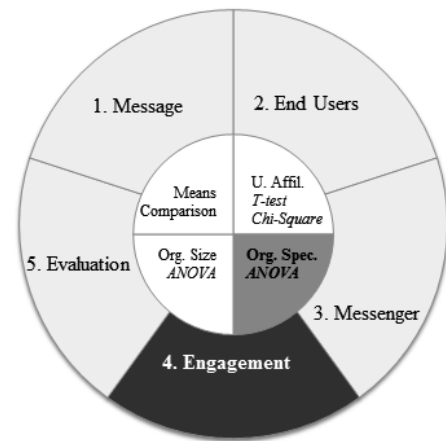 1. Message
2. End Users
Means
Comparison
U. Affil.
T-test
Chi-Square
5. Evaluation
Org. Size
ANOVA
Org. Spec.
ANOVA
3. Messenger
4. Engagement